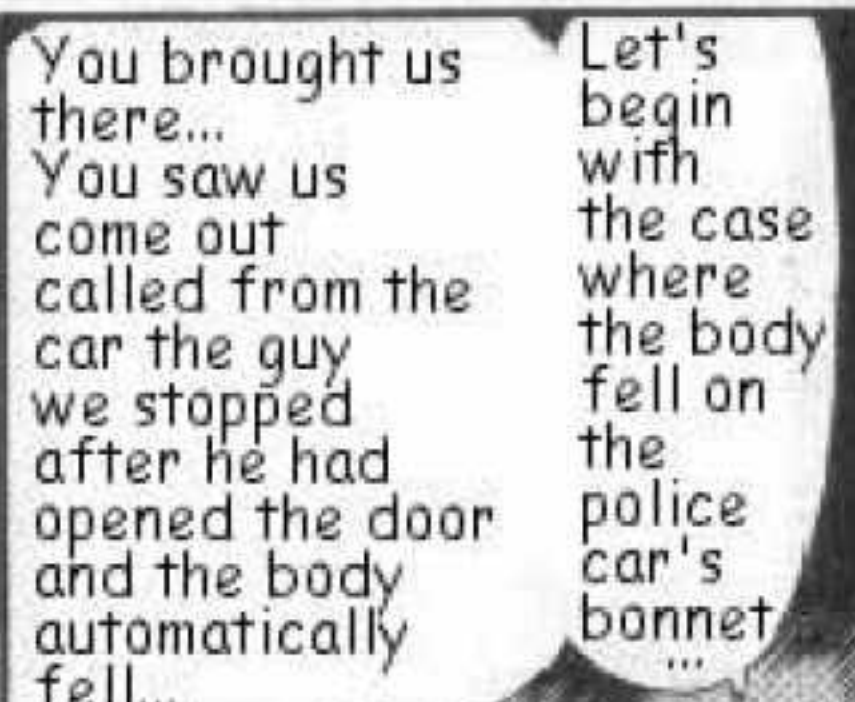 Let's
begin
with
the case
where
the body
fell on
the
police
car's
bonnet
...
You brought us
there...
You saw us
come out
called from the
car the guy
we stopped
after he had
opened the door
and the body
automatically
fell...